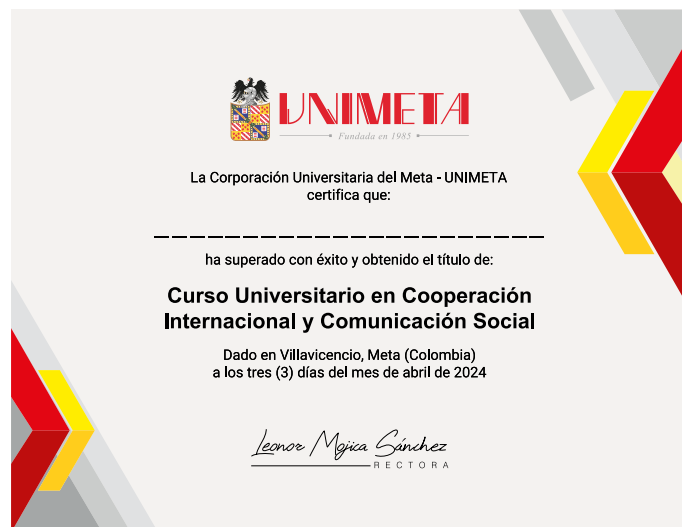 UNIMETA
Fundada en 1985
La Corporación Universitaria del Meta - UNIMETA
certifica que:
ha superado con éxito y obtenido el título de:
Curso Universitario en Cooperación
Internacional y Comunicación Social
Dado en Villavicencio, Meta (Colombia)
a los tres (3) días del mes de abril de 2024
Leonor Mojica Sánchez
RECTORA